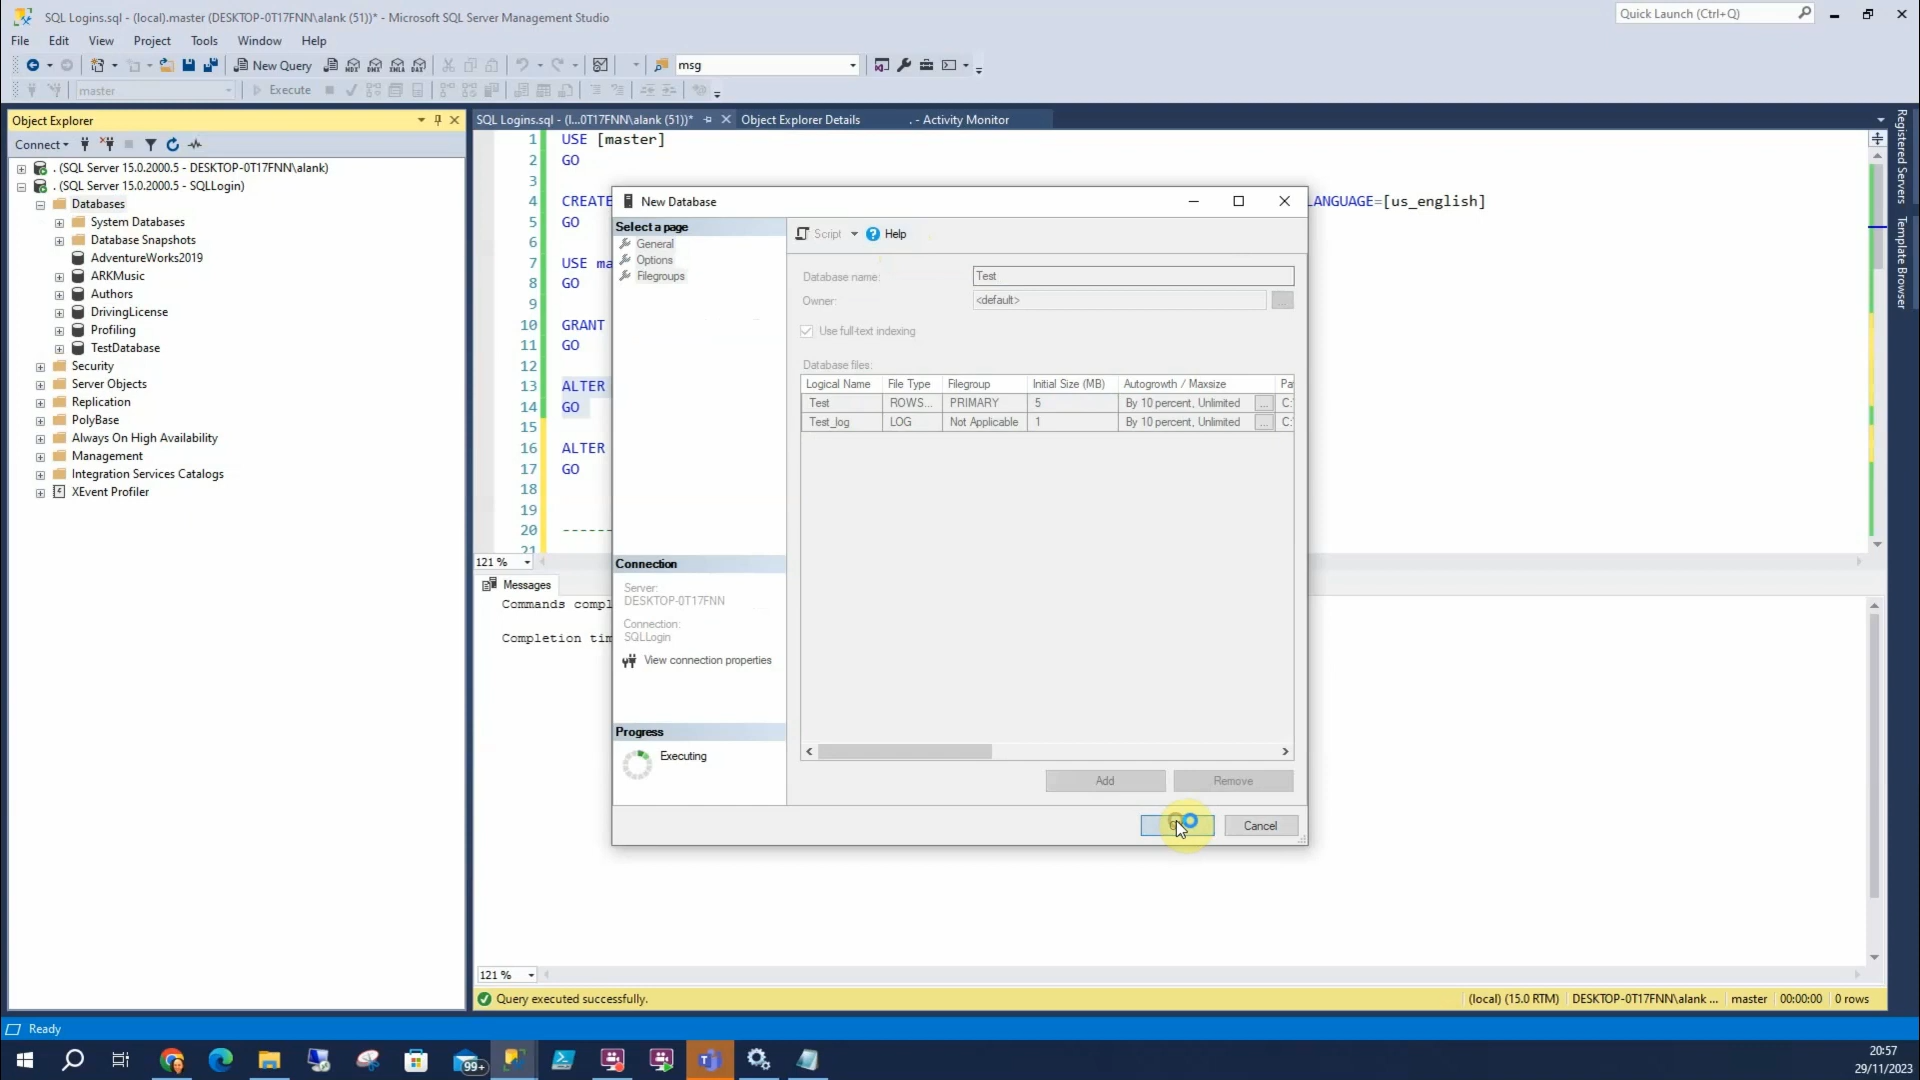 SQL Logins.sql - (local).master (DESKTOP-0T17FNN\alank (51))* - Microsoft SQL Server Management Studio
Quick Launch (Ctrl+Q)
File Edit View Project Tools Window Help
New Query
msg
master
Execute
Object Explorer
SQL Logins.sql - (l...0T17FNN\alank (51))*
Object Explorer Details
. - Activity Monitor
Registered Servers
Template Browser
Connect
. (SQL Server 15.0.2000.5 - DESKTOP-0T17FNN\alank)
. (SQL Server 15.0.2000.5 - SQLLogin)
Databases
System Databases
Database Snapshots
AdventureWorks2019
ARKMusic
Authors
DrivingLicense
Profiling
TestDatabase
Security
Server Objects
Replication
PolyBase
Always On High Availability
Management
Integration Services Catalogs
XEvent Profiler
1 USE [master]
2 GO
3
4 CREATE LANGUAGE=[us_english]
5 GO
6
7 USE ma
8 GO
9
10 GRANT
11 GO
12
13 ALTER
14 GO
15
16 ALTER
17 GO
18
19
20 ------
21
121 %
Messages
Commands compl
Completion tim
121 %
New Database
Select a page
General
Options
Filegroups
Script Help
Database name: Test
Owner: <default> ...
Use full-text indexing
Database files:
Logical Name File Type Filegroup Initial Size (MB) Autogrowth / Maxsize Pa
Test ROWS... PRIMARY 5 By 10 percent, Unlimited ... C:
Test_log LOG Not Applicable 1 By 10 percent, Unlimited ... C:
Connection
Server:
DESKTOP-0T17FNN
Connection:
SQLLogin
View connection properties
Progress
Executing
Add Remove
Cancel
Query executed successfully.
(local) (15.0 RTM) DESKTOP-0T17FNN\alank ... master 00:00:00 0 rows
Ready
99+
20:57
29/11/2023